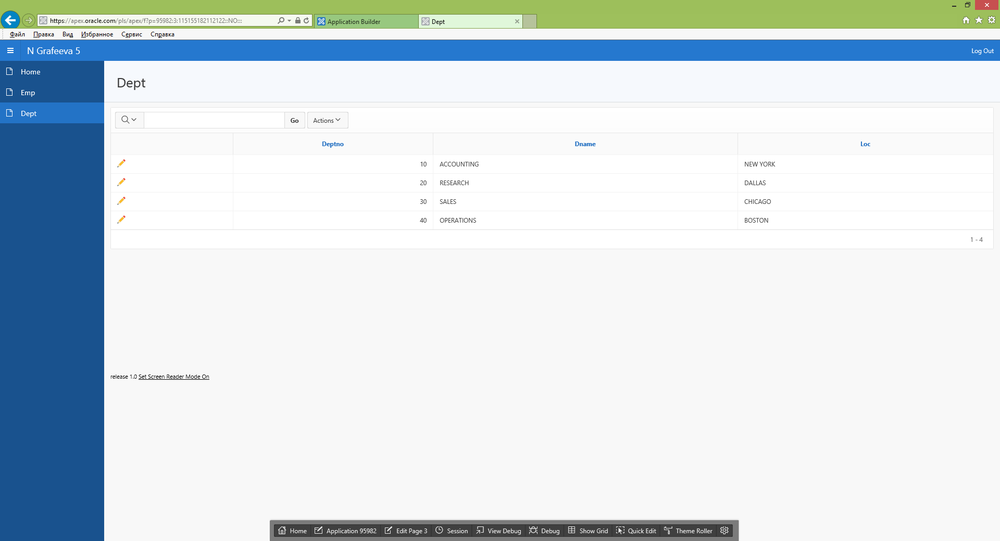 https://apex.oracle.com/pls/apex/f?p=95982:3:115155182112122::NO:::
Application Builder
Dept
Файл Правка Вид Избранное Сервис Справка
N Grafeeva 5
Log Out
Home
Emp
Dept
Dept
Go
Actions
Deptno Dname Loc
10 ACCOUNTING NEW YORK
20 RESEARCH DALLAS
30 SALES CHICAGO
40 OPERATIONS BOSTON
1 - 4
release 1.0 Set Screen Reader Mode On
Home Application 95982 Edit Page 3 Session View Debug Debug Show Grid Quick Edit Theme Roller